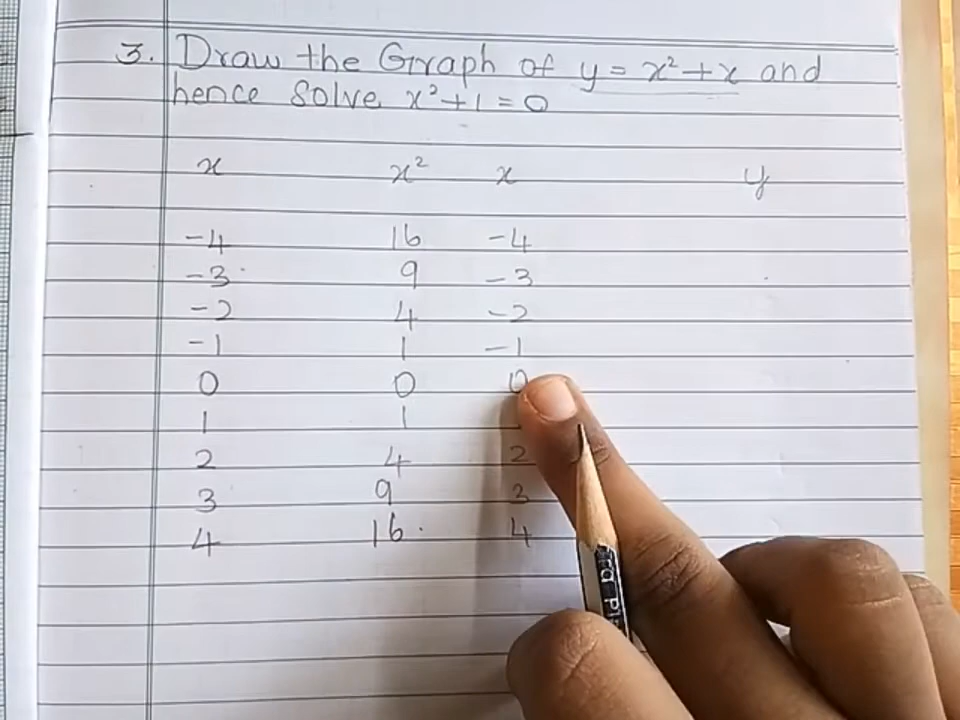 3. Draw the Graph of y = x² + x and
hence solve x² + 1 = 0
x x² x y
-4 16 -4
-3 9 -3
-2 4 -2
-1 1 -1
0 0 0
1 1
2 4 2
3 9 3
4 16 4